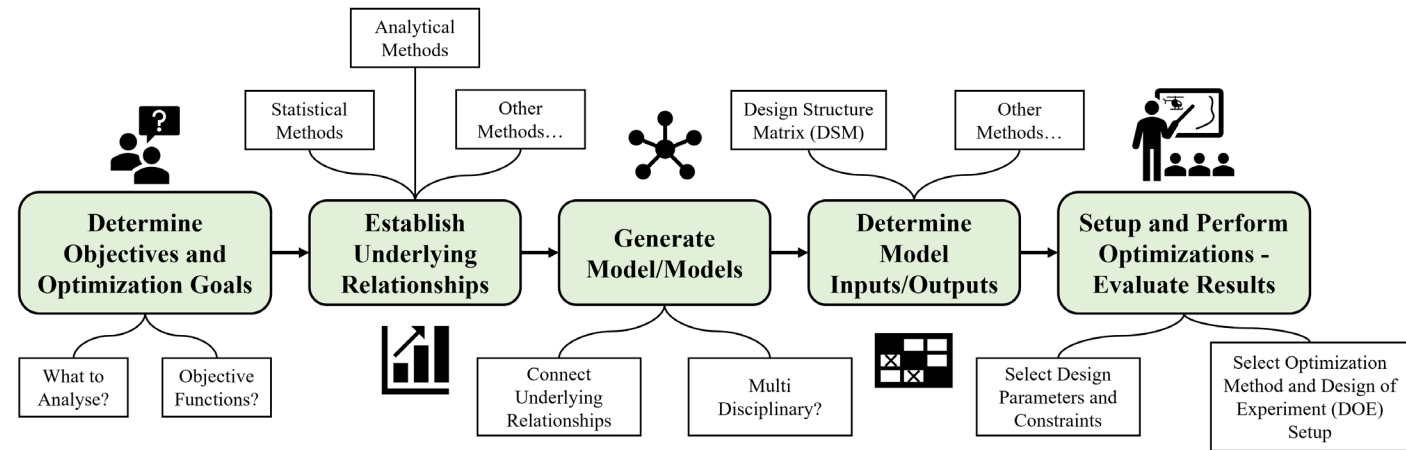 Analytical
Methods
Statistical
Methods
Other
Methods…
Design Structure
Matrix (DSM)
Other
Methods…
?
Determine
Objectives and
Optimization Goals
Establish
Underlying
Relationships
Generate
Model/Models
Determine
Model
Inputs/Outputs
Setup and Perform
Optimizations -
Evaluate Results
What to
Analyse?
Objective
Functions?
Connect
Underlying
Relationships
Multi
Disciplinary?
Select Design
Parameters and
Constraints
Select Optimization
Method and Design of
Experiment (DOE)
Setup